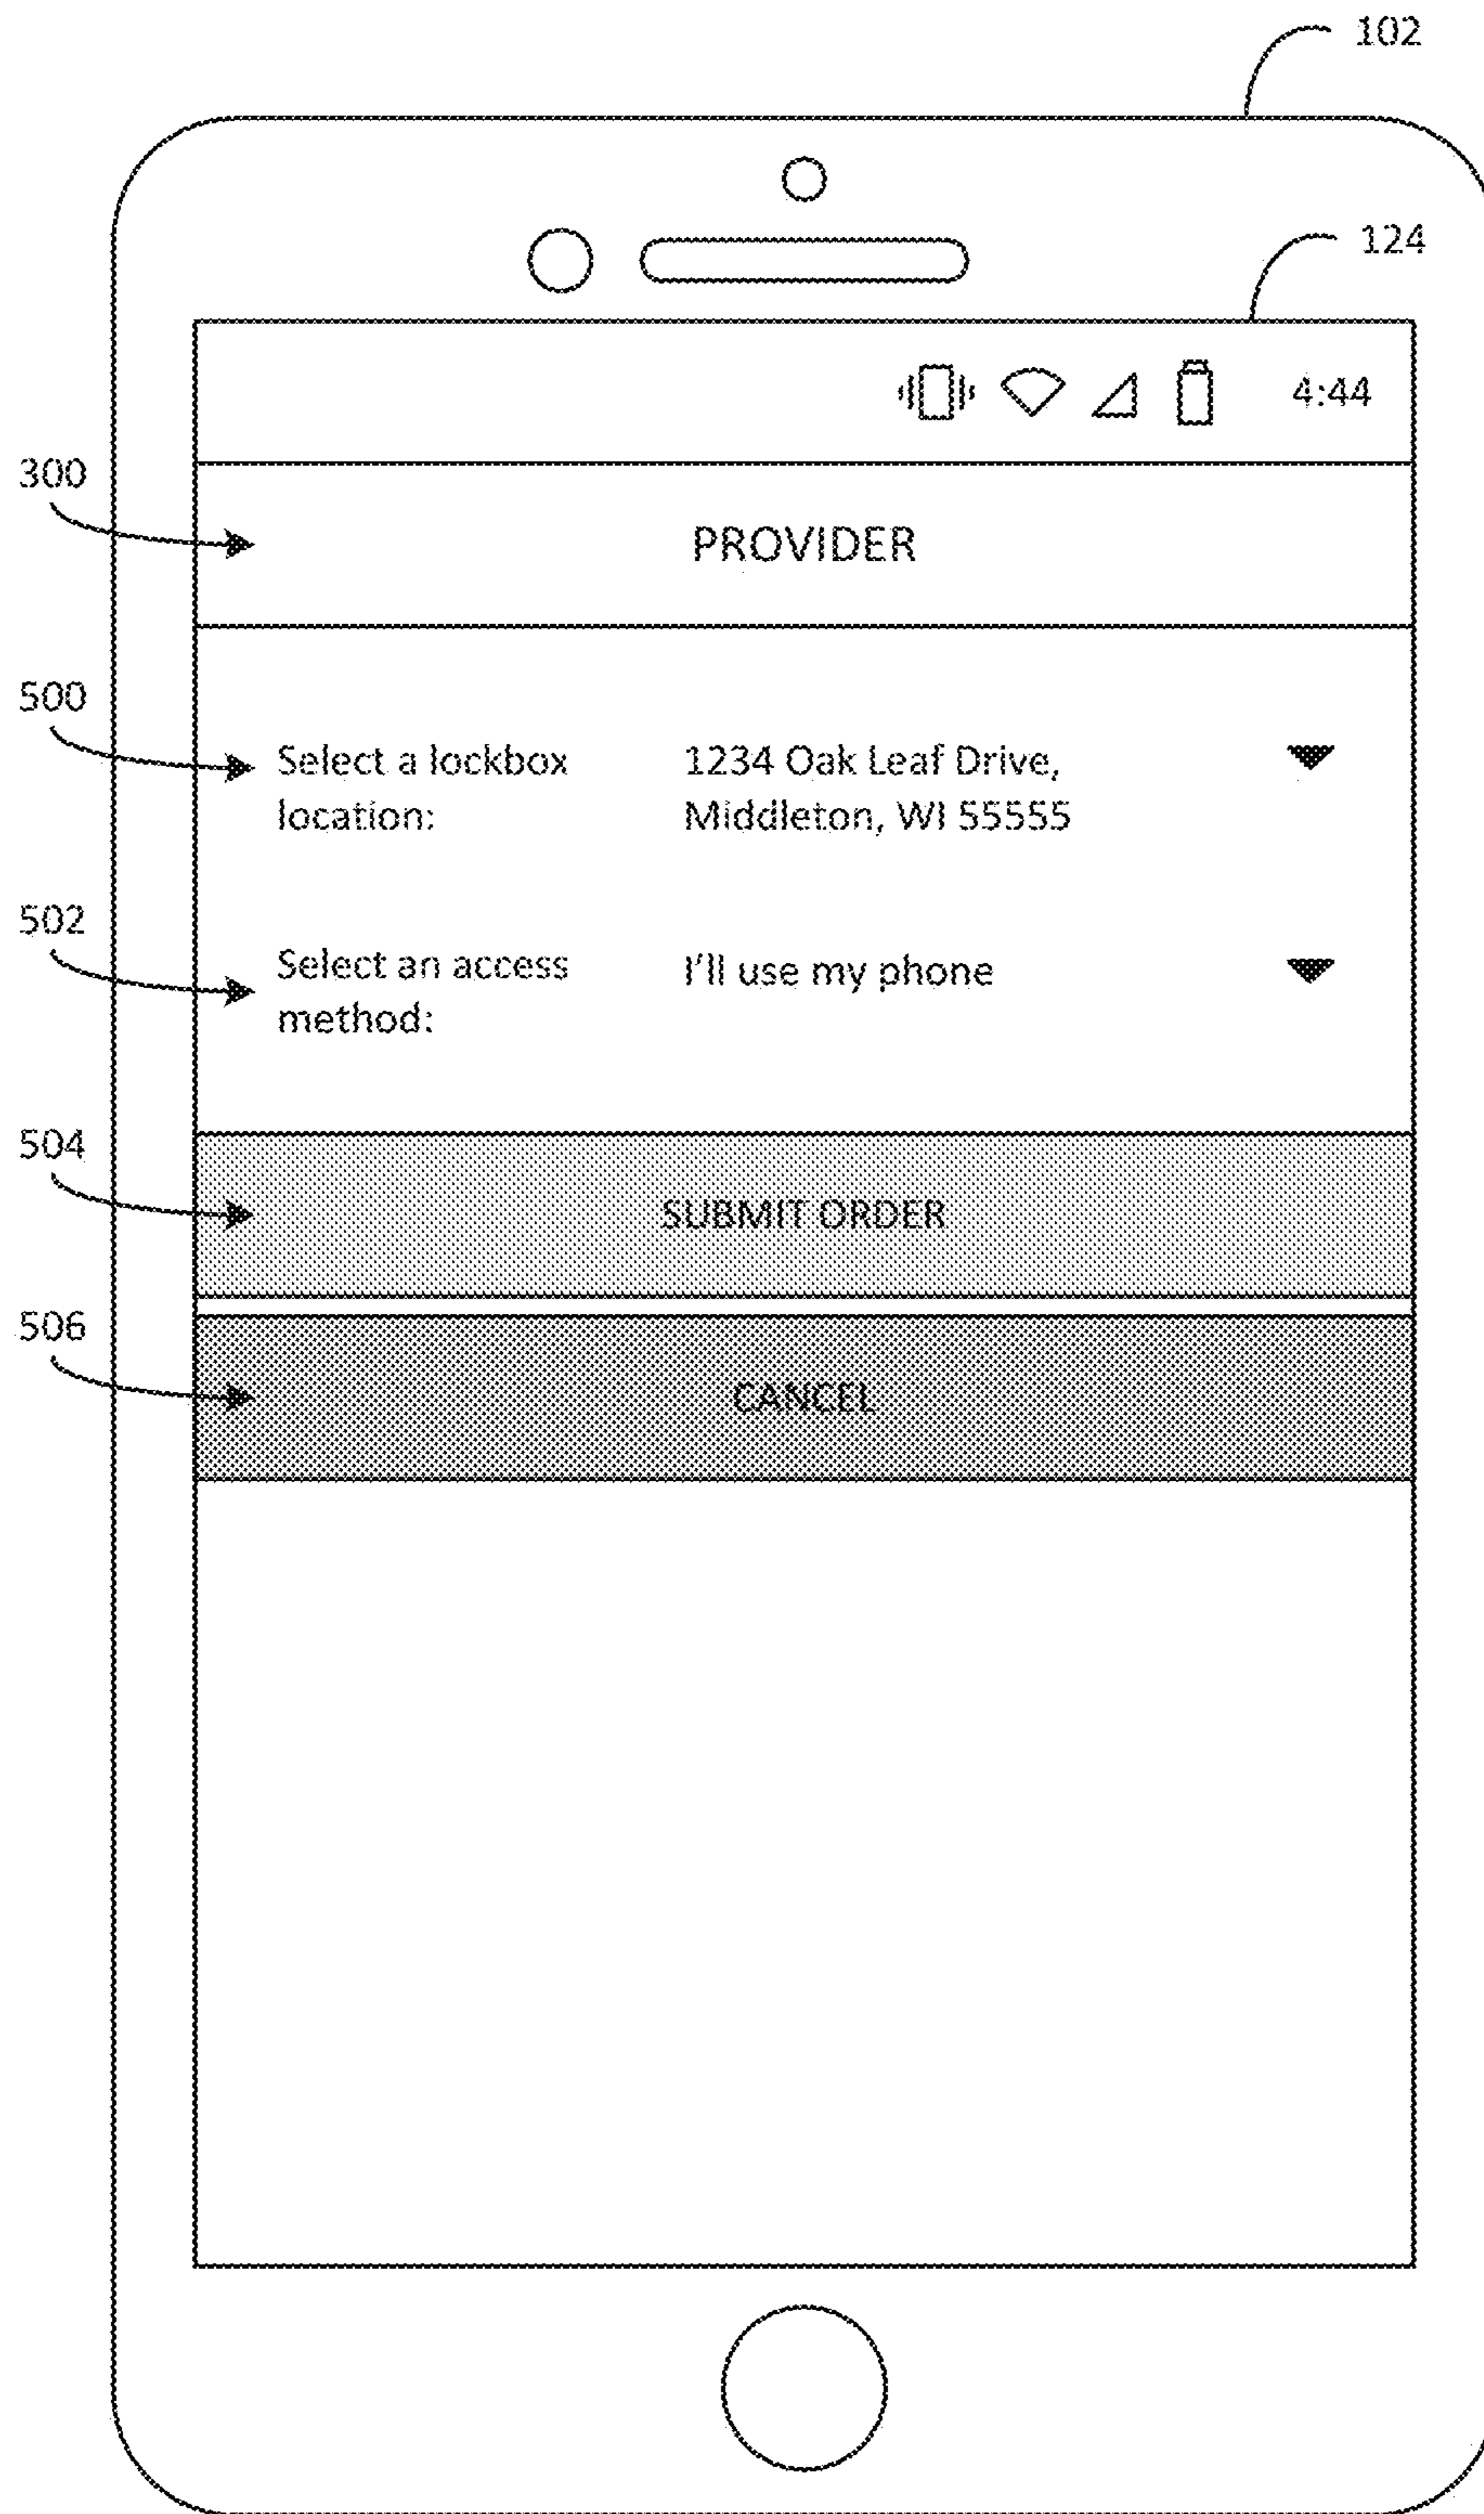 102
124
4:44
300
PROVIDER
500
Select a lockbox
location:
1234 Oak Leaf Drive,
Middleton, WI 55555
502
Select an access
method:
I'll use my phone
504
SUBMIT ORDER
506
CANCEL